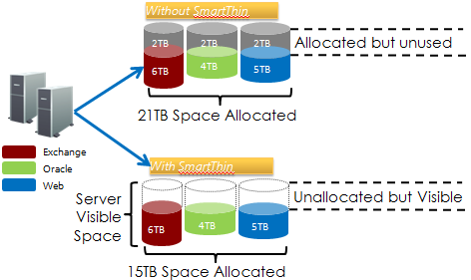 Without SmartThin
2TB 2TB 2TB
6TB 4TB 5TB
Allocated but unused
21TB Space Allocated
Exchange
Oracle
Web
With SmartThin
Server
Visible
Space
6TB 4TB 5TB
Unallocated but Visible
15TB Space Allocated